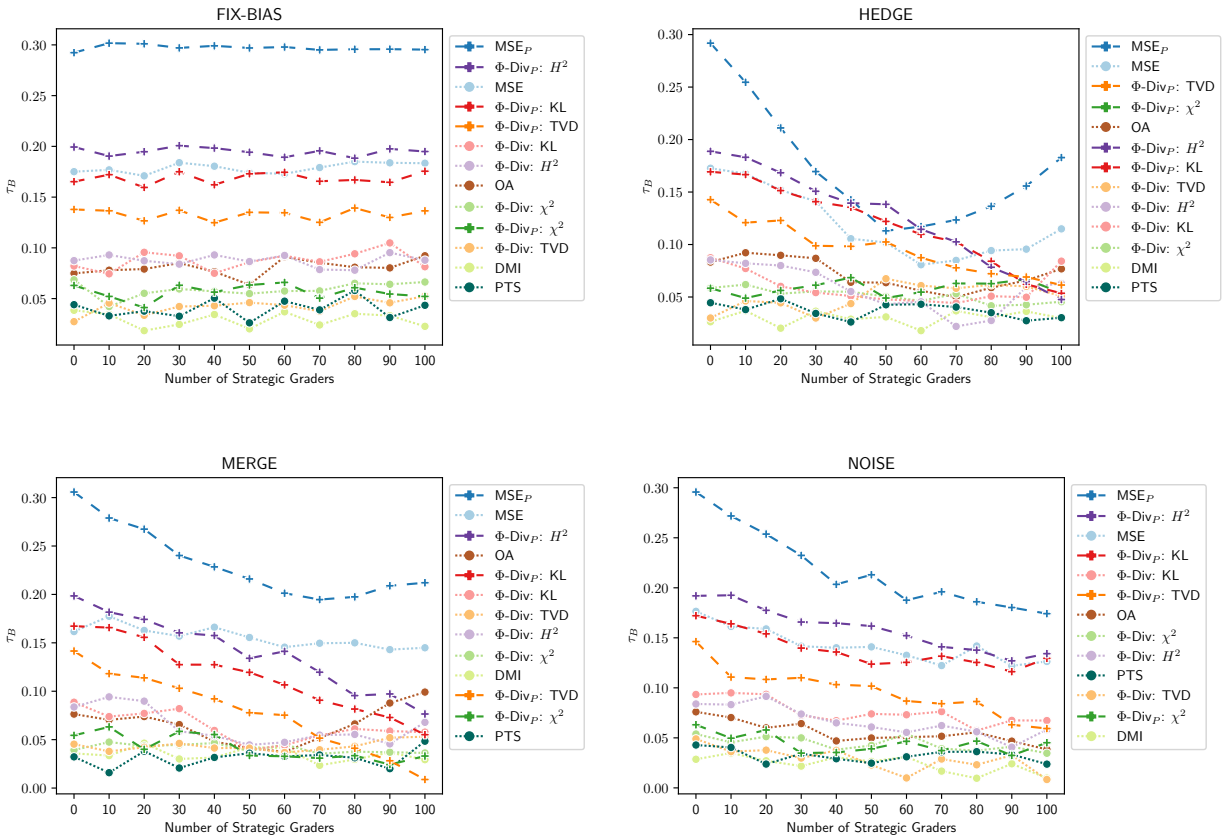 FIX-BIAS
τB
0.30
0.25
0.20
0.15
0.10
0.05
0 10 20 30 40 50 60 70 80 90 100
Number of Strategic Graders
MSEP
Φ-DivP: H²
MSE
Φ-DivP: KL
Φ-DivP: TVD
Φ-Div: KL
Φ-Div: H²
OA
Φ-Div: χ²
Φ-DivP: χ²
Φ-Div: TVD
DMI
PTS
HEDGE
τB
0.30
0.25
0.20
0.15
0.10
0.05
0 10 20 30 40 50 60 70 80 90 100
Number of Strategic Graders
MSEP
MSE
Φ-DivP: TVD
Φ-DivP: χ²
OA
Φ-DivP: H²
Φ-DivP: KL
Φ-Div: TVD
Φ-Div: H²
Φ-Div: KL
Φ-Div: χ²
DMI
PTS
MERGE
τB
0.30
0.25
0.20
0.15
0.10
0.05
0.00
0 10 20 30 40 50 60 70 80 90 100
Number of Strategic Graders
MSEP
MSE
Φ-DivP: H²
OA
Φ-DivP: KL
Φ-Div: KL
Φ-Div: TVD
Φ-Div: H²
Φ-Div: χ²
DMI
Φ-DivP: TVD
Φ-DivP: χ²
PTS
NOISE
τB
0.30
0.25
0.20
0.15
0.10
0.05
0.00
0 10 20 30 40 50 60 70 80 90 100
Number of Strategic Graders
MSEP
Φ-DivP: H²
MSE
Φ-DivP: KL
Φ-Div: KL
Φ-DivP: TVD
OA
Φ-Div: χ²
Φ-Div: H²
PTS
Φ-Div: TVD
Φ-DivP: χ²
DMI